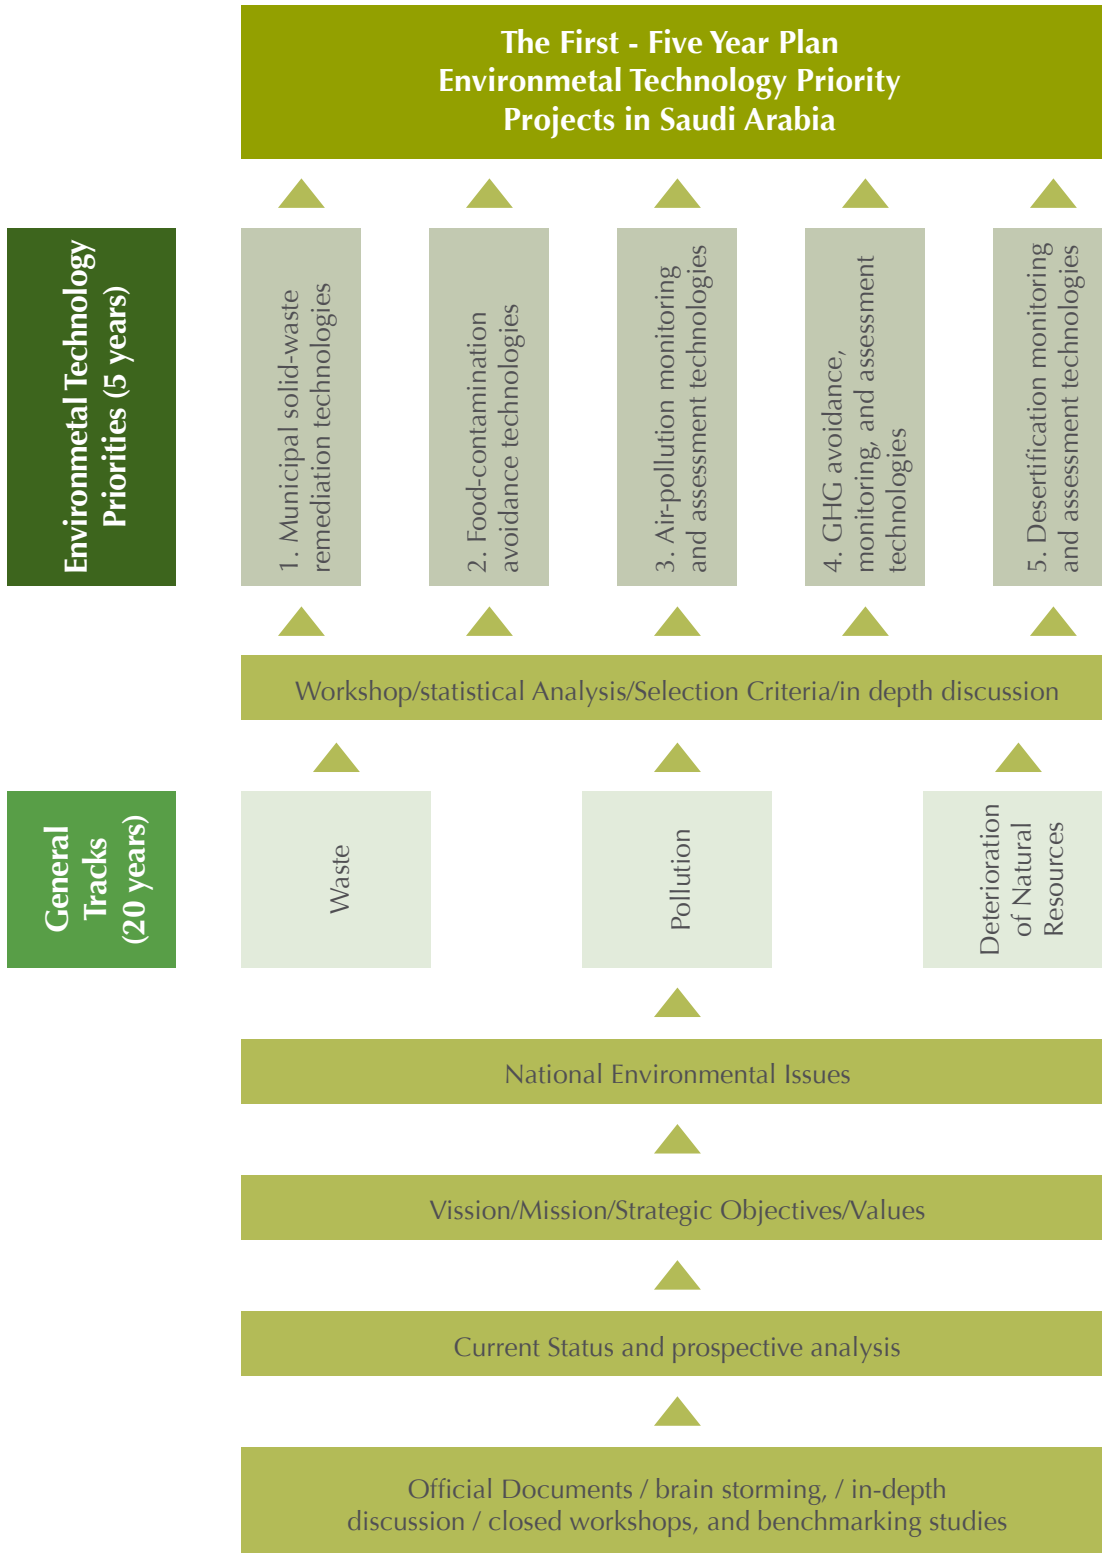 The First - Five Year Plan
Environmetal Technology Priority
Projects in Saudi Arabia
Environmetal Technology
Priorities (5 years)
1. Municipal solid-waste
remediation technologies
2. Food-contamination
avoidance technologies
3. Air-pollution monitoring
and assessment technologies
4. GHG avoidance,
monitoring, and assessment
technologies
5. Desertification monitoring
and assessment technologies
Workshop/statistical Analysis/Selection Criteria/in depth discussion
General
Tracks
(20 years)
Waste
Pollution
Deterioration
of Natural
Resources
National Environmental Issues
Vission/Mission/Strategic Objectives/Values
Current Status and prospective analysis
Official Documents / brain storming, / in-depth
discussion / closed workshops, and benchmarking studies